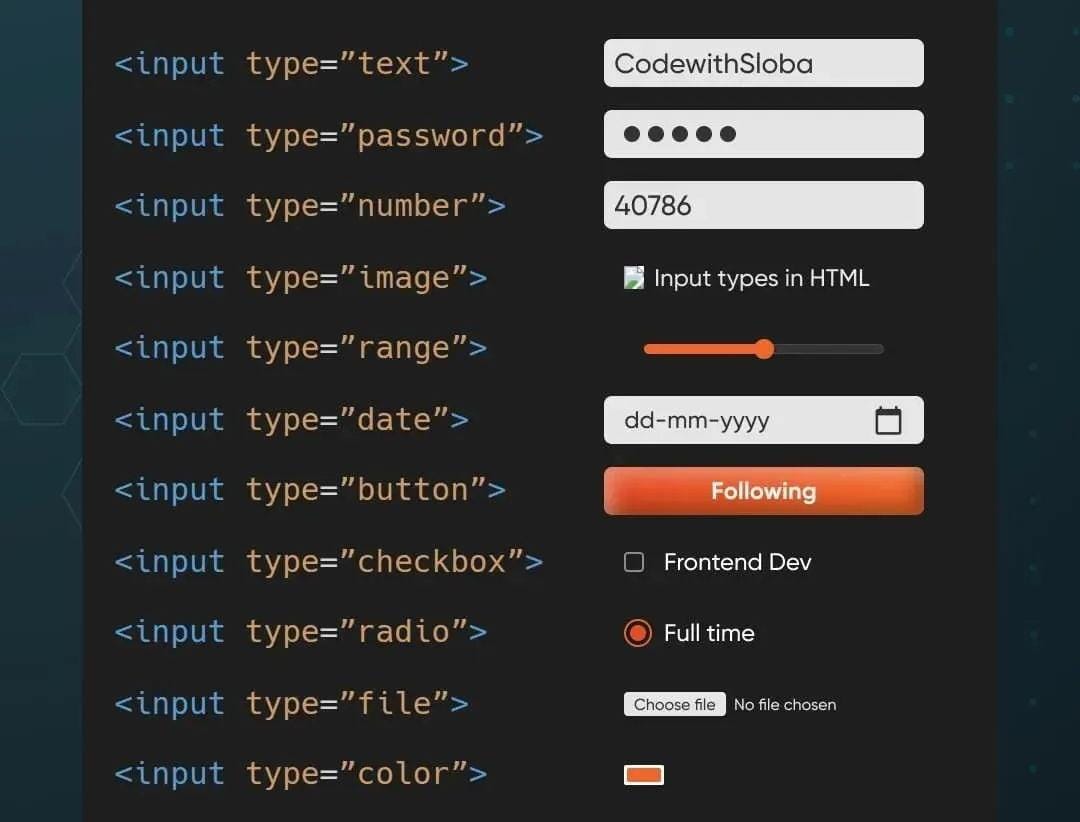 <input type=”text”> CodewithSloba
<input type=”password”> ●●●●●
<input type=”number”> 40786
<input type=”image”> Input types in HTML
<input type=”range”>
<input type=”date”> dd-mm-yyyy
<input type=”button”> Following
<input type=”checkbox”> Frontend Dev
<input type=”radio”> Full time
<input type=”file”> Choose file No file chosen
<input type=”color”>